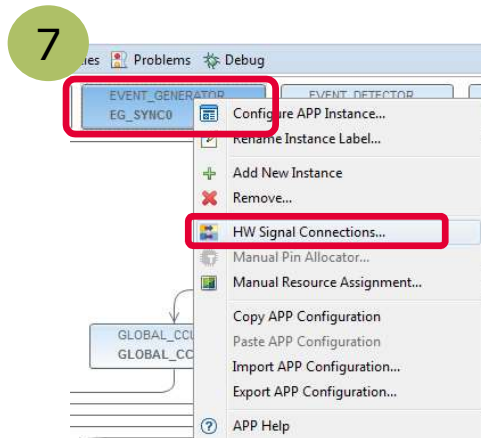 7
ies Problems Debug
EVENT_GENERATOR EVENT_DETECTOR
EG_SYNC0
Configure APP Instance...
Rename Instance Label...
Add New Instance
Remove...
HW Signal Connections...
Manual Pin Allocator...
Manual Resource Assignment...
GLOBAL_CCU
GLOBAL_CC
Copy APP Configuration
Paste APP Configuration
Import APP Configuration...
Export APP Configuration...
APP Help